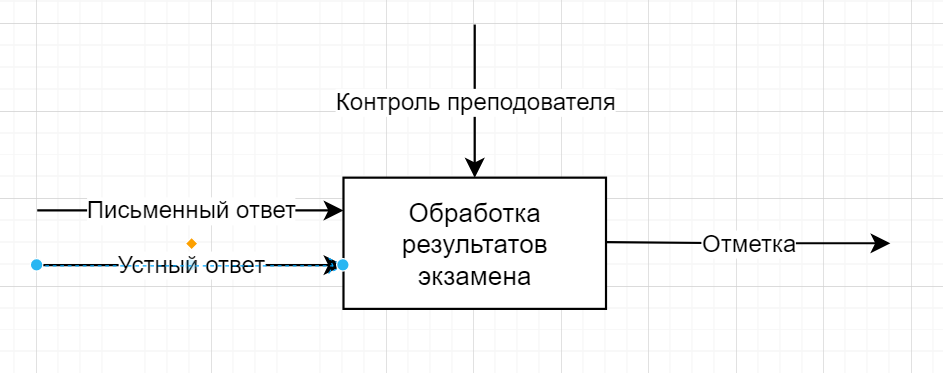 Контроль преподователя
Письменный ответ
Устный ответ
Обработка
результатов
экзамена
Отметка